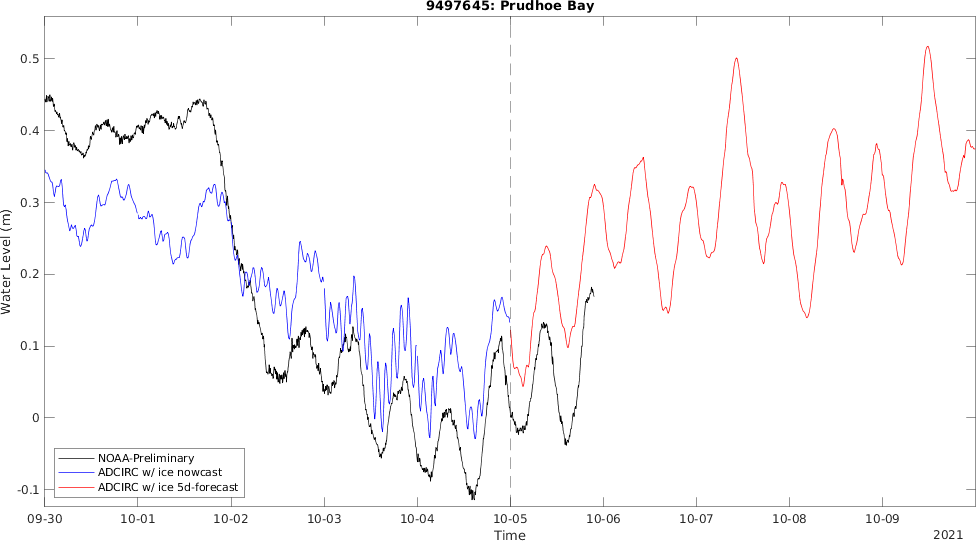 9497645: Prudhoe Bay
Water Level (m)
0.5
0.4
0.3
0.2
0.1
0
-0.1
NOAA-Preliminary
ADCIRC w/ ice nowcast
ADCIRC w/ ice 5d-forecast
09-30 10-01 10-02 10-03 10-04 10-05 10-06 10-07 10-08 10-09
Time
2021